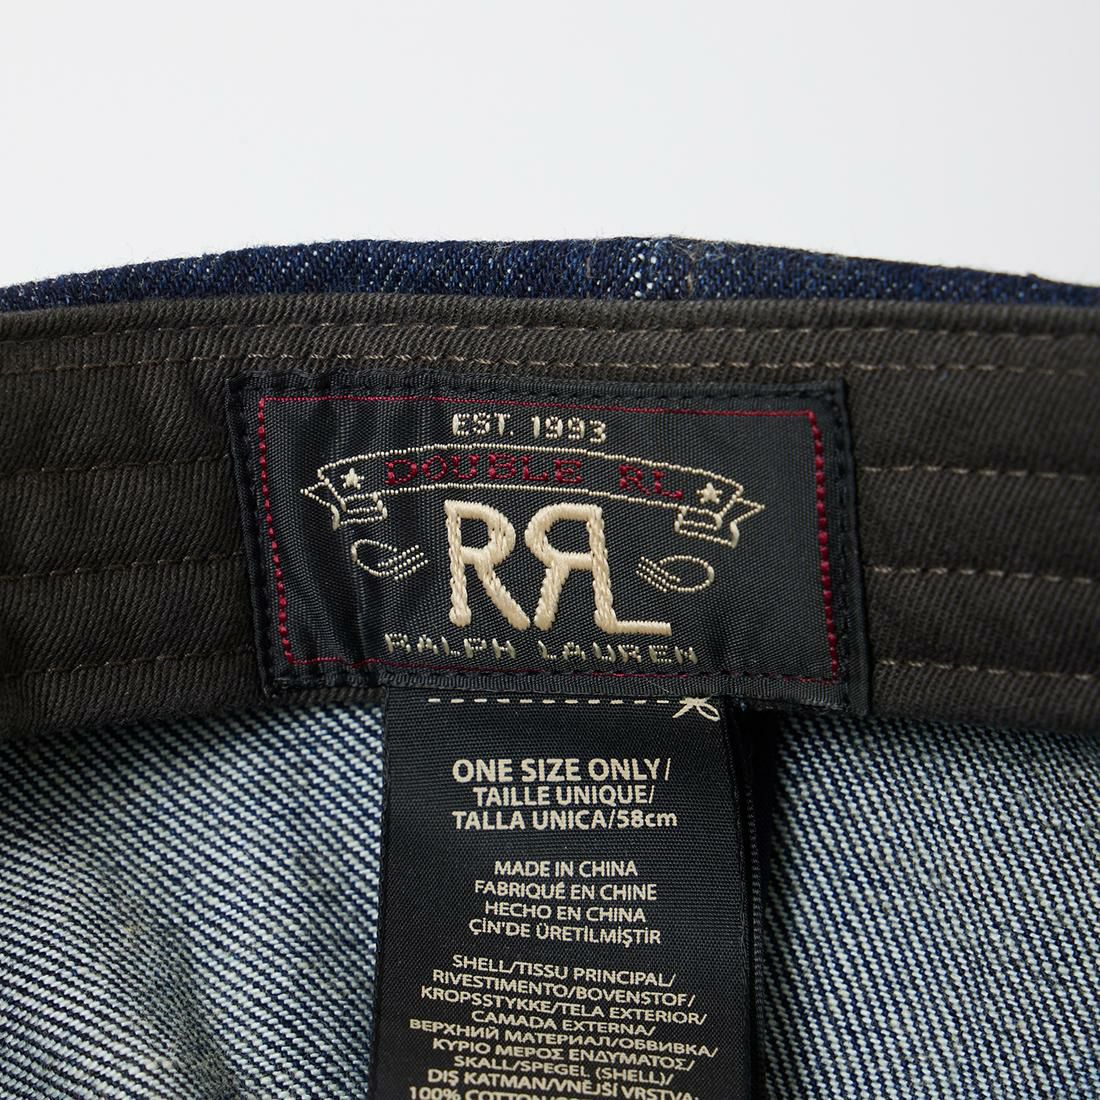 EST. 1993
DOUBLE RL
RRL
RALPH LAUREN
ONE SIZE ONLY/
TAILLE UNIQUE/
TALLA UNICA/58cm
MADE IN CHINA
FABRIQUÉ EN CHINE
HECHO EN CHINA
ÇİN'DE ÜRETİLMİŞTİR
SHELL/TISSU PRINCIPAL/
RIVESTIMENTO/BOVENSTOF/
KROPSSTYKKE/TELA EXTERIOR/
CAMADA EXTERNA/
ВЕРХНИЙ МАТЕРИАЛ/ОБВИВКА/
ΚΥΡΙΟ ΜΕΡΟΣ ΕΝΔΥΜΑΤΟΣ/
SKALL/SPEGEL (SHELL)/
DIŞ KATMAN/VNĚJŠÍ VRSTVA/
100% COTTON/